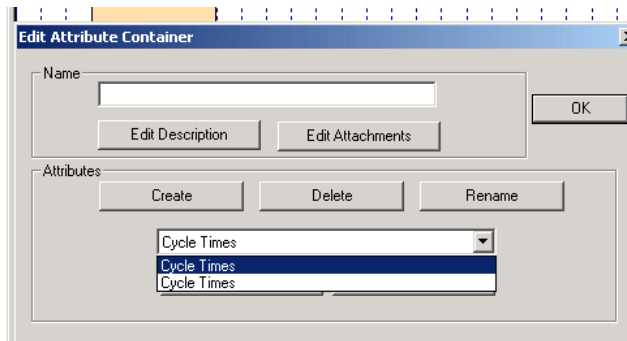 Edit Attribute Container
Name
OK
Edit Description
Edit Attachments
Attributes
Create
Delete
Rename
Cycle Times
Cycle Times
Cycle Times